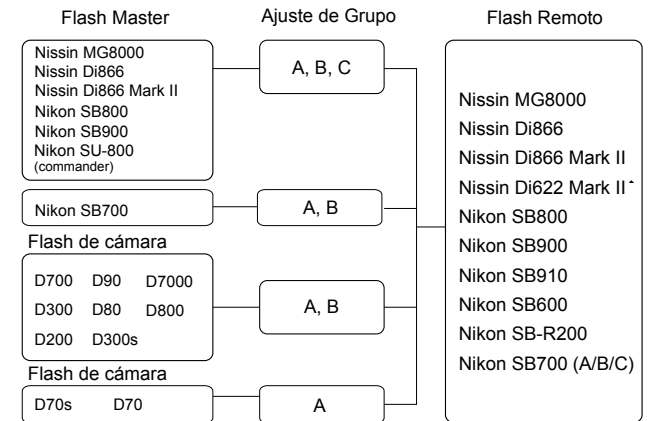 Flash Master
Ajuste de Grupo
Flash Remoto
Nissin MG8000
Nissin Di866
Nissin Di866 Mark II
Nikon SB800
Nikon SB900
Nikon SU-800
(commander)
A, B, C
Nikon SB700
A, B
Flash de cámara
D700 D90 D7000
D300 D80 D800
D200 D300s
A, B
Flash de cámara
D70s D70
A
Nissin MG8000
Nissin Di866
Nissin Di866 Mark II
Nissin Di622 Mark II*
Nikon SB800
Nikon SB900
Nikon SB910
Nikon SB600
Nikon SB-R200
Nikon SB700 (A/B/C)